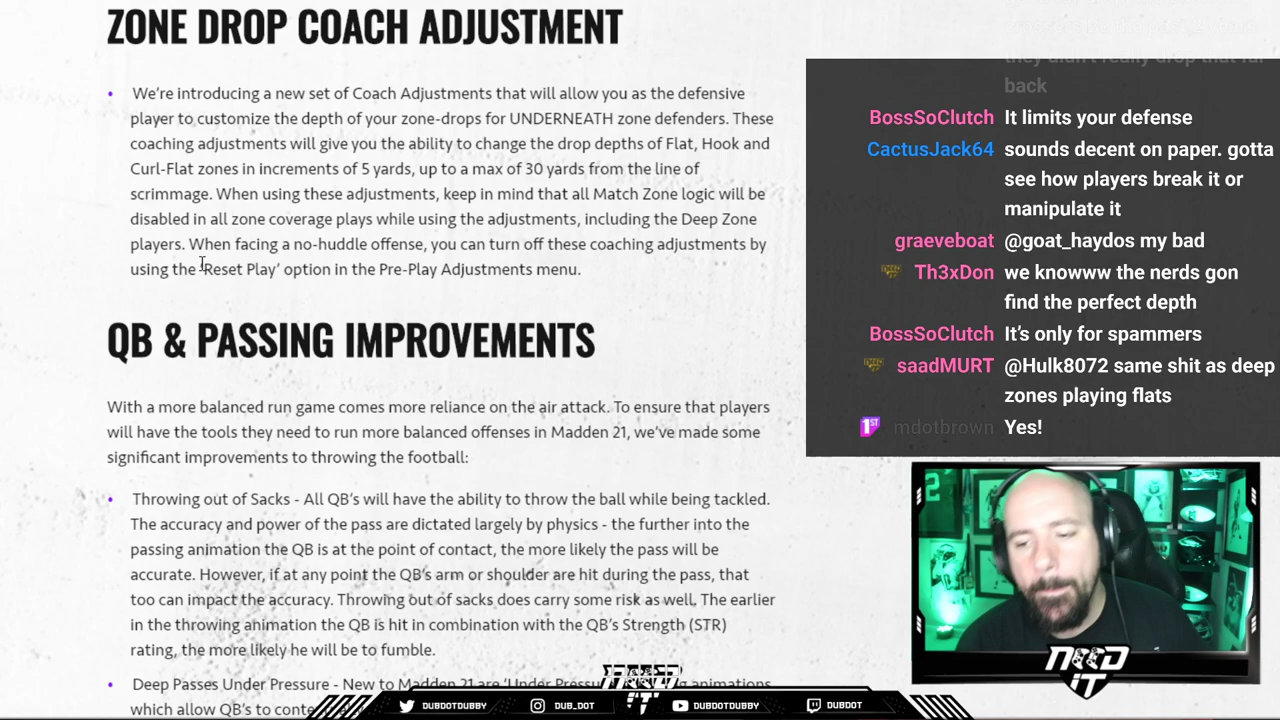 ZONE DROP COACH ADJUSTMENT
• We're introducing a new set of Coach Adjustments that will allow you as the defensive
player to customize the depth of your zone-drops for UNDERNEATH zone defenders. These
coaching adjustments will give you the ability to change the drop depths of Flat, Hook and
Curl-Flat zones in increments of 5 yards, up to a max of 30 yards from the line of
scrimmage. When using these adjustments, keep in mind that all Match Zone logic will be
disabled in all zone coverage plays while using the adjustments, including the Deep Zone
players. When facing a no-huddle offense, you can turn off these coaching adjustments by
using the 'Reset Play' option in the Pre-Play Adjustments menu.
QB & PASSING IMPROVEMENTS
With a more balanced run game comes more reliance on the air attack. To ensure that players
will have the tools they need to run more balanced offenses in Madden 21, we've made some
significant improvements to throwing the football:
• Throwing out of Sacks - All QB's will have the ability to throw the ball while being tackled.
The accuracy and power of the pass are dictated largely by physics - the further into the
passing animation the QB is at the point of contact, the more likely the pass will be
accurate. However, if at any point the QB's arm or shoulder are hit during the pass, that
too can impact the accuracy. Throwing out of sacks does carry some risk as well. The earlier
in the throwing animation the QB is hit in combination with the QB's Strength (STR)
rating, the more likely he will be to fumble.
• Deep Passes Under Pressure - New to Madden 21 are 'Under Pressu animations
which allow QB's to conte
they didn't really drop that far
back
BossSoClutch It limits your defense
CactusJack64 sounds decent on paper. gotta
see how players break it or
manipulate it
graeveboat @goat_haydos my bad
Th3xDon we knowww the nerds gon
find the perfect depth
BossSoClutch It's only for spammers
saadMURT @Hulk8072 same shit as deep
zones playing flats
1ST mdotbrown Yes!
NEED
IT
DUBDOTDUBBY DUB_DOT DUBDOTDUBBY DUBDOT